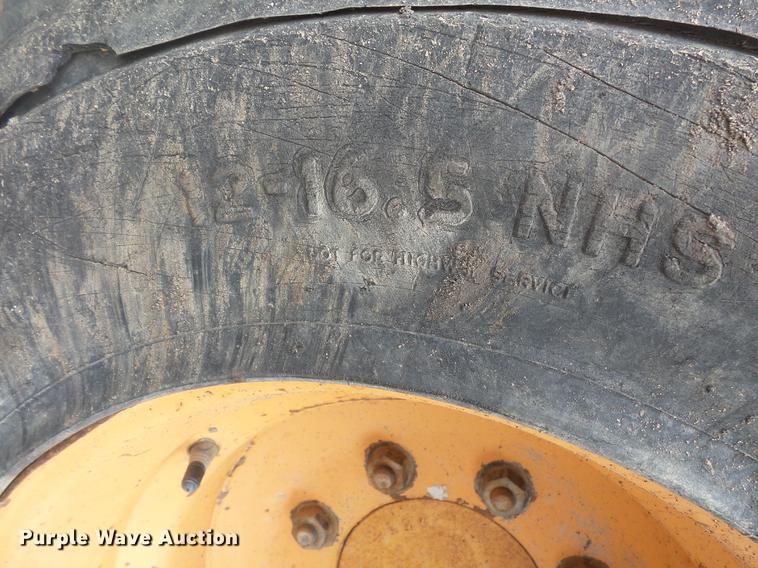 12-16.5 NHS
NOT FOR HIGHWAY SERVICE
Purple Wave Auction